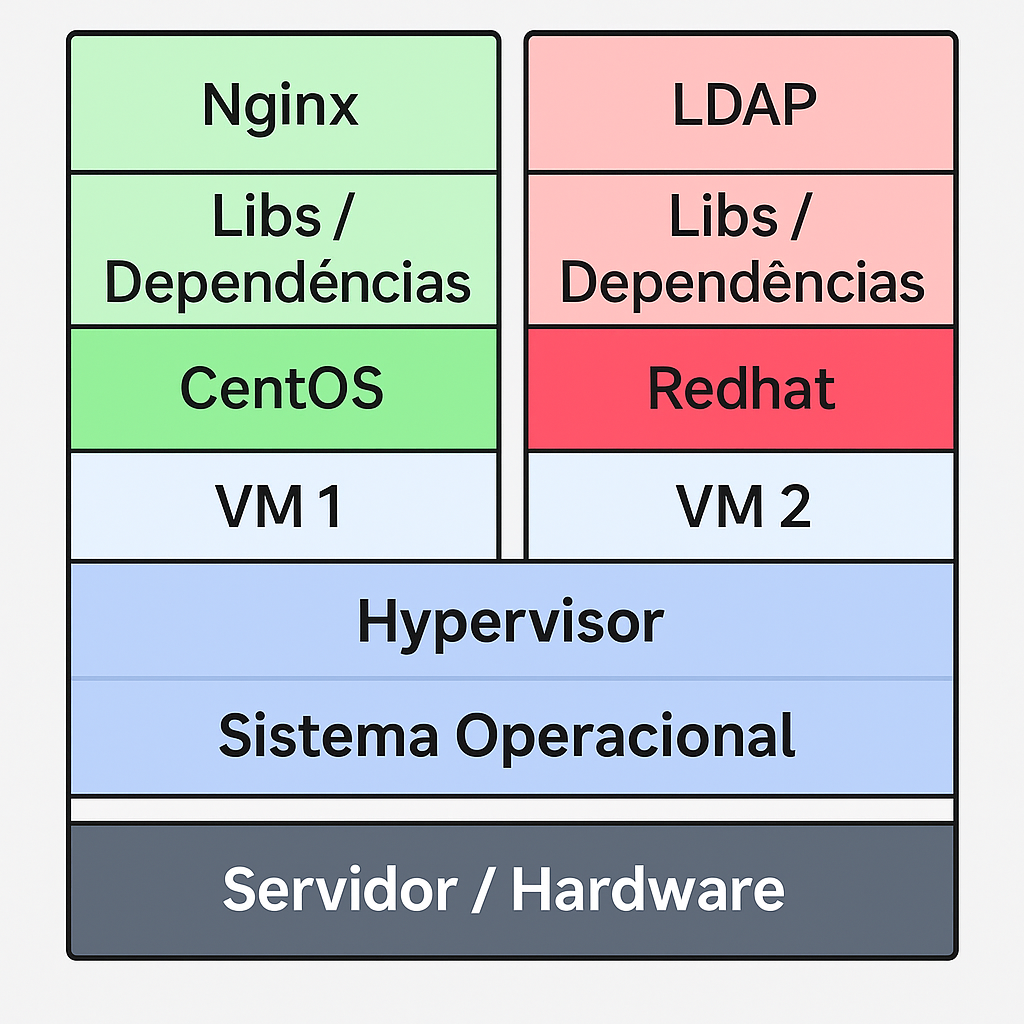 Nginx
Libs /
Dependéncias
CentOS
VM 1
LDAP
Libs /
Dependências
Redhat
VM 2
Hypervisor
Sistema Operacional
Servidor / Hardware